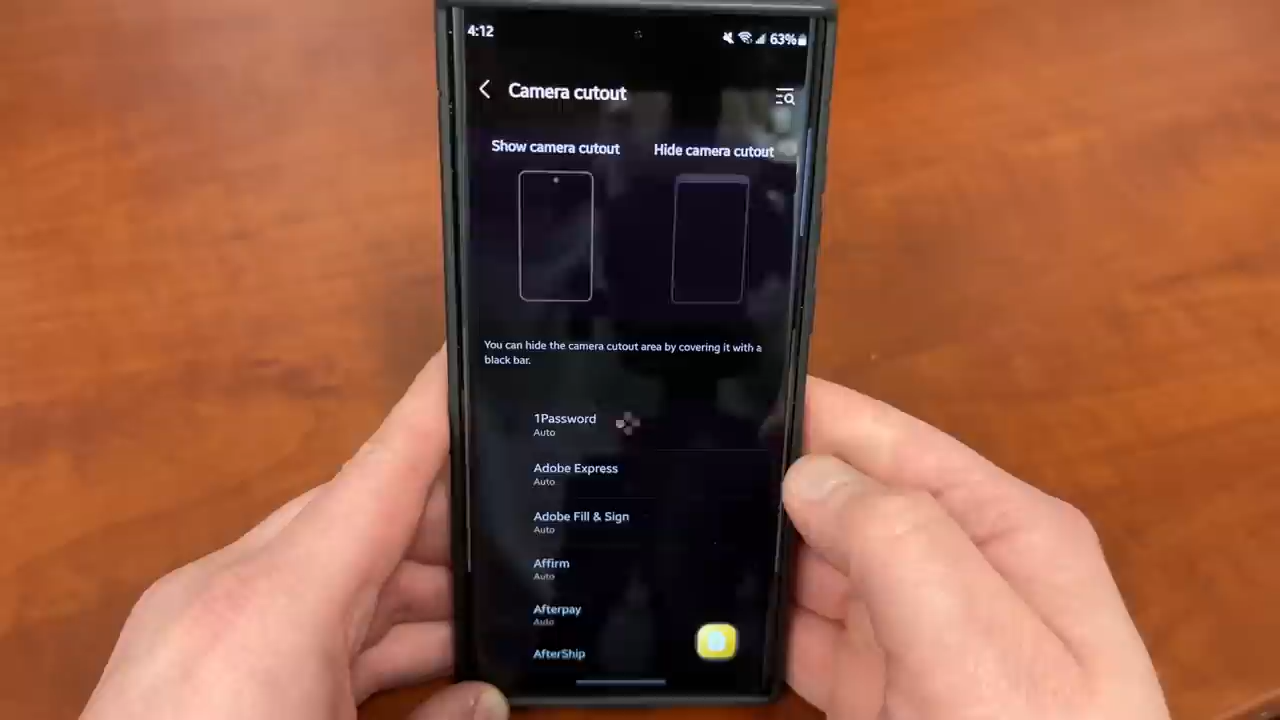 4:12
63%
Camera cutout
Show camera cutout
Hide camera cutout
You can hide the camera cutout area by covering it with a
black bar.
1Password
Auto
Adobe Express
Auto
Adobe Fill & Sign
Auto
Affirm
Auto
Afterpay
Auto
AfterShip